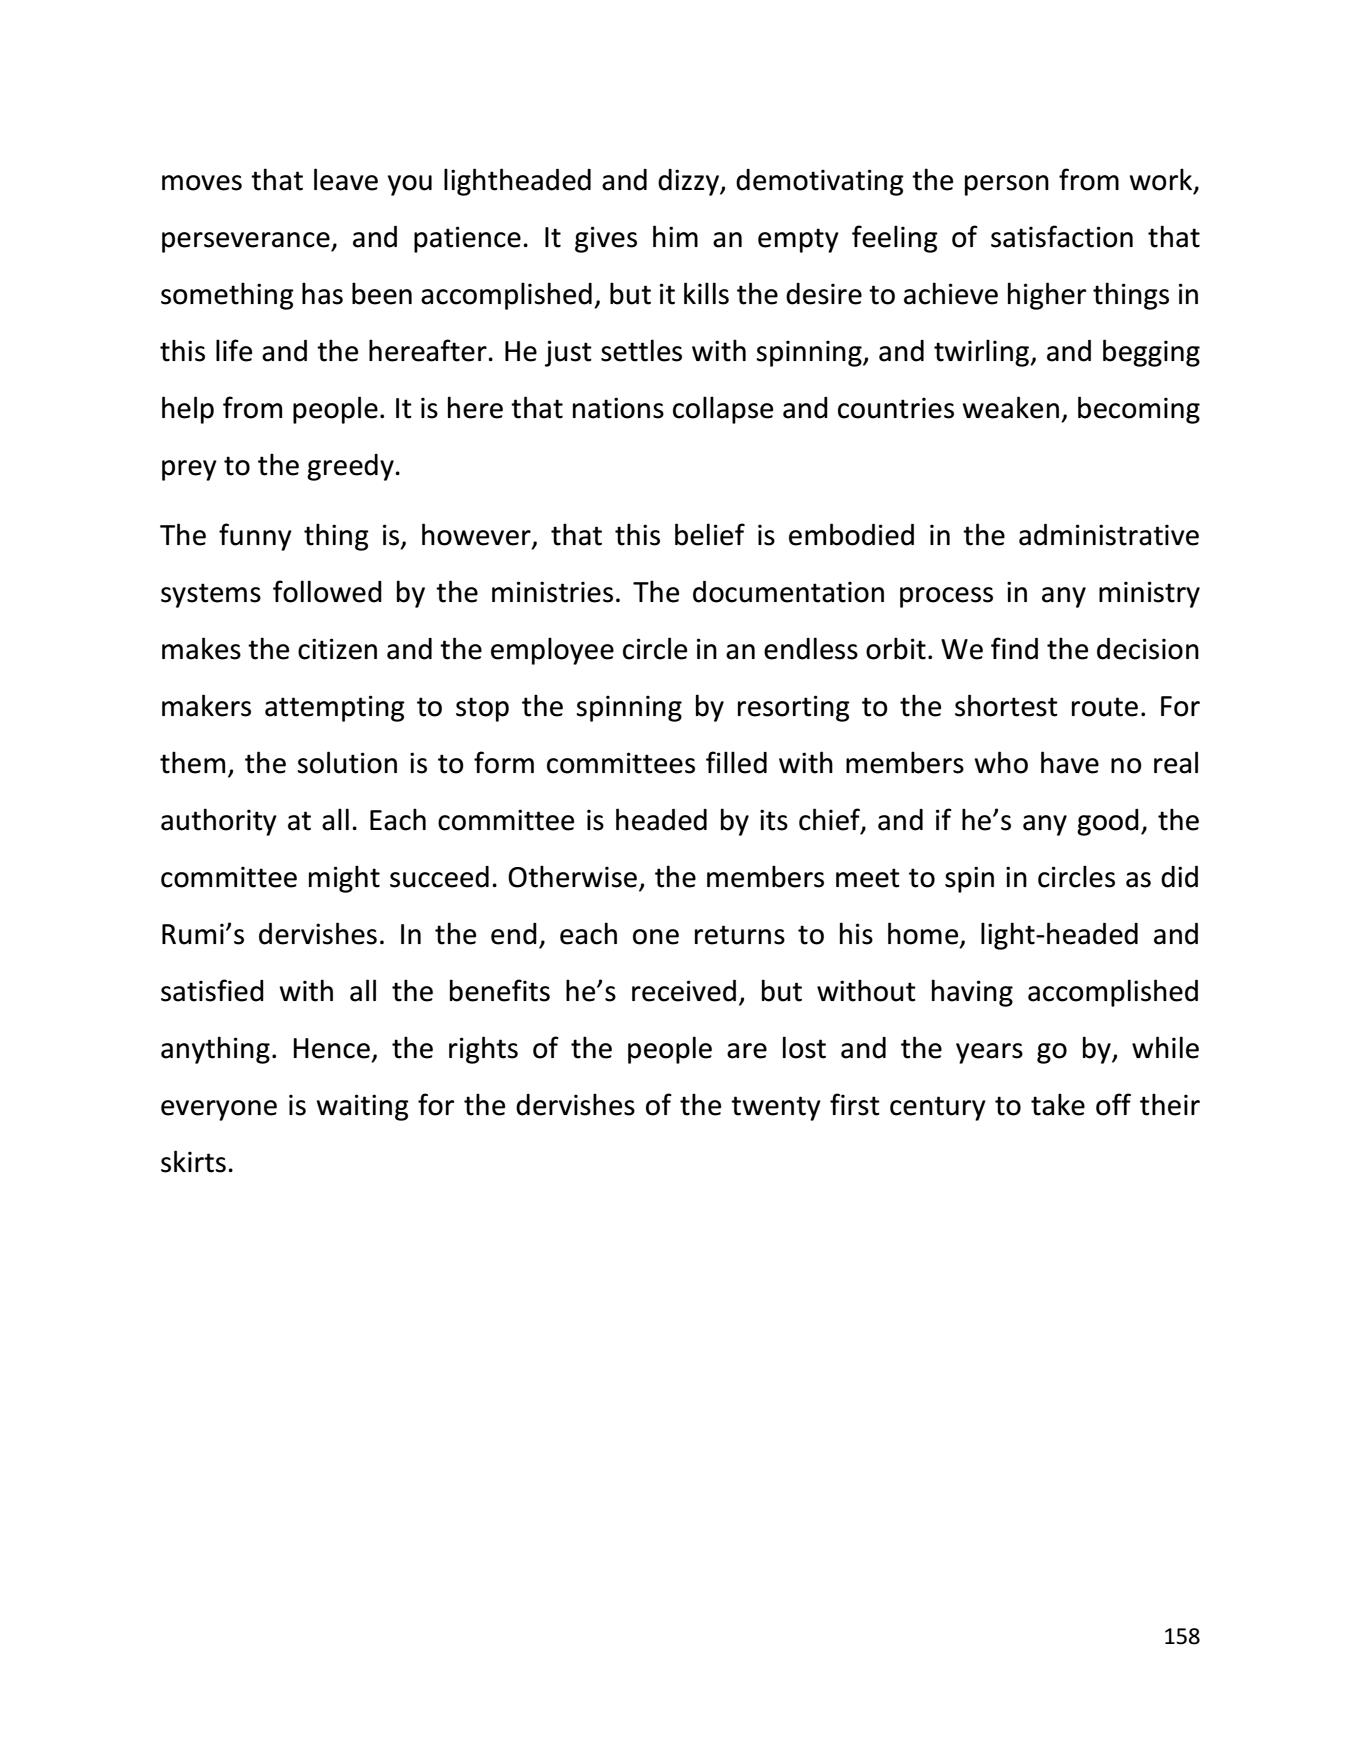 moves that leave you lightheaded and dizzy, demotivating the person from work,
perseverance, and patience. It gives him an empty feeling of satisfaction that
something has been accomplished, but it kills the desire to achieve higher things in
this life and the hereafter. He just settles with spinning, and twirling, and begging
help from people. It is here that nations collapse and countries weaken, becoming
prey to the greedy.
The funny thing is, however, that this belief is embodied in the administrative
systems followed by the ministries. The documentation process in any ministry
makes the citizen and the employee circle in an endless orbit. We find the decision
makers attempting to stop the spinning by resorting to the shortest route. For
them, the solution is to form committees filled with members who have no real
authority at all. Each committee is headed by its chief, and if he’s any good, the
committee might succeed. Otherwise, the members meet to spin in circles as did
Rumi’s dervishes. In the end, each one returns to his home, light-headed and
satisfied with all the benefits he’s received, but without having accomplished
anything. Hence, the rights of the people are lost and the years go by, while
everyone is waiting for the dervishes of the twenty first century to take off their
skirts.
158